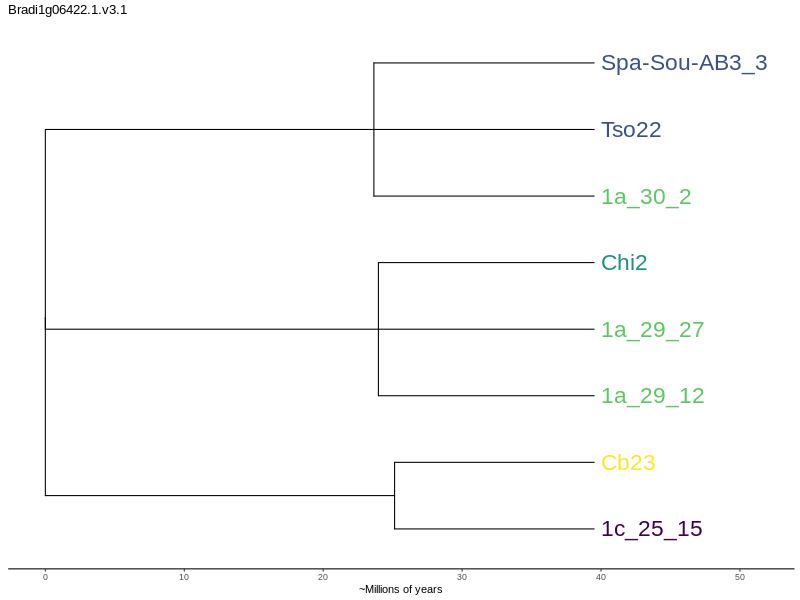 Bradi1g06422.1.v3.1
Spa-Sou-AB3_3
Tso22
1a_30_2
Chi2
1a_29_27
1a_29_12
Cb23
1c_25_15
0 10 20 30 40 50
~Millions of years